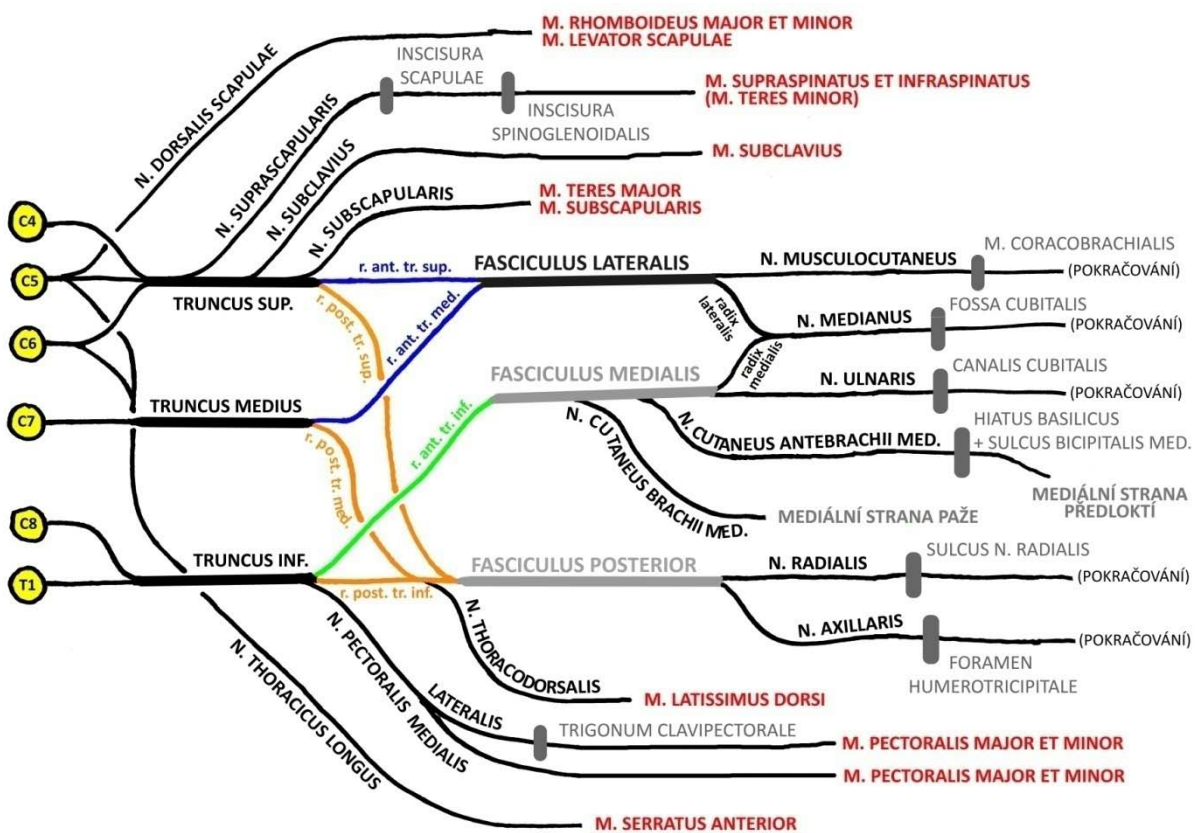 M. RHOMBOIDEUS MAJOR ET MINOR
M. LEVATOR SCAPULAE
N. DORSALIS SCAPULAE
INSCISURA
SCAPULAE
M. SUPRASPINATUS ET INFRASPINATUS
(M. TERES MINOR)
INSCISURA
SPINOGLENOIDALIS
N. SUPRASCAPULARIS
N. SUBCLAVIUS
M. SUBCLAVIUS
N. SUBSCAPULARIS
M. TERES MAJOR
M. SUBSCAPULARIS
C4
C5
C6
C7
C8
T1
TRUNCUS SUP.
r. ant. tr. sup.
r. post. tr. sup.
r. ant. tr. med.
FASCICULUS LATERALIS
N. MUSCULOCUTANEUS
M. CORACOBRACHIALIS
(POKRAČOVÁNÍ)
radix
lateralis
N. MEDIANUS
FOSSA CUBITALIS
(POKRAČOVÁNÍ)
radix
medialis
TRUNCUS MEDIUS
r. post. tr. med.
r. ant. tr. inf.
FASCICULUS MEDIALIS
N. ULNARIS
CANALIS CUBITALIS
(POKRAČOVÁNÍ)
N. CUTANEUS ANTEBRACHII MED.
HIATUS BASILICUS
+ SULCUS BICIPITALIS MED.
MEDIÁLNÍ STRANA
PŘEDLOKTÍ
N. CUTANEUS BRACHII MED.
MEDIÁLNÍ STRANA PAŽE
TRUNCUS INF.
r. post. tr. inf.
FASCICULUS POSTERIOR
N. RADIALIS
SULCUS N. RADIALIS
(POKRAČOVÁNÍ)
N. AXILLARIS
(POKRAČOVÁNÍ)
FORAMEN
HUMEROTRICIPITALE
N. THORACODORSALIS
M. LATISSIMUS DORSI
N. PECTORALIS MEDIALIS
LATERALIS
TRIGONUM CLAVIPECTORALE
M. PECTORALIS MAJOR ET MINOR
M. PECTORALIS MAJOR ET MINOR
N. THORACICUS LONGUS
M. SERRATUS ANTERIOR